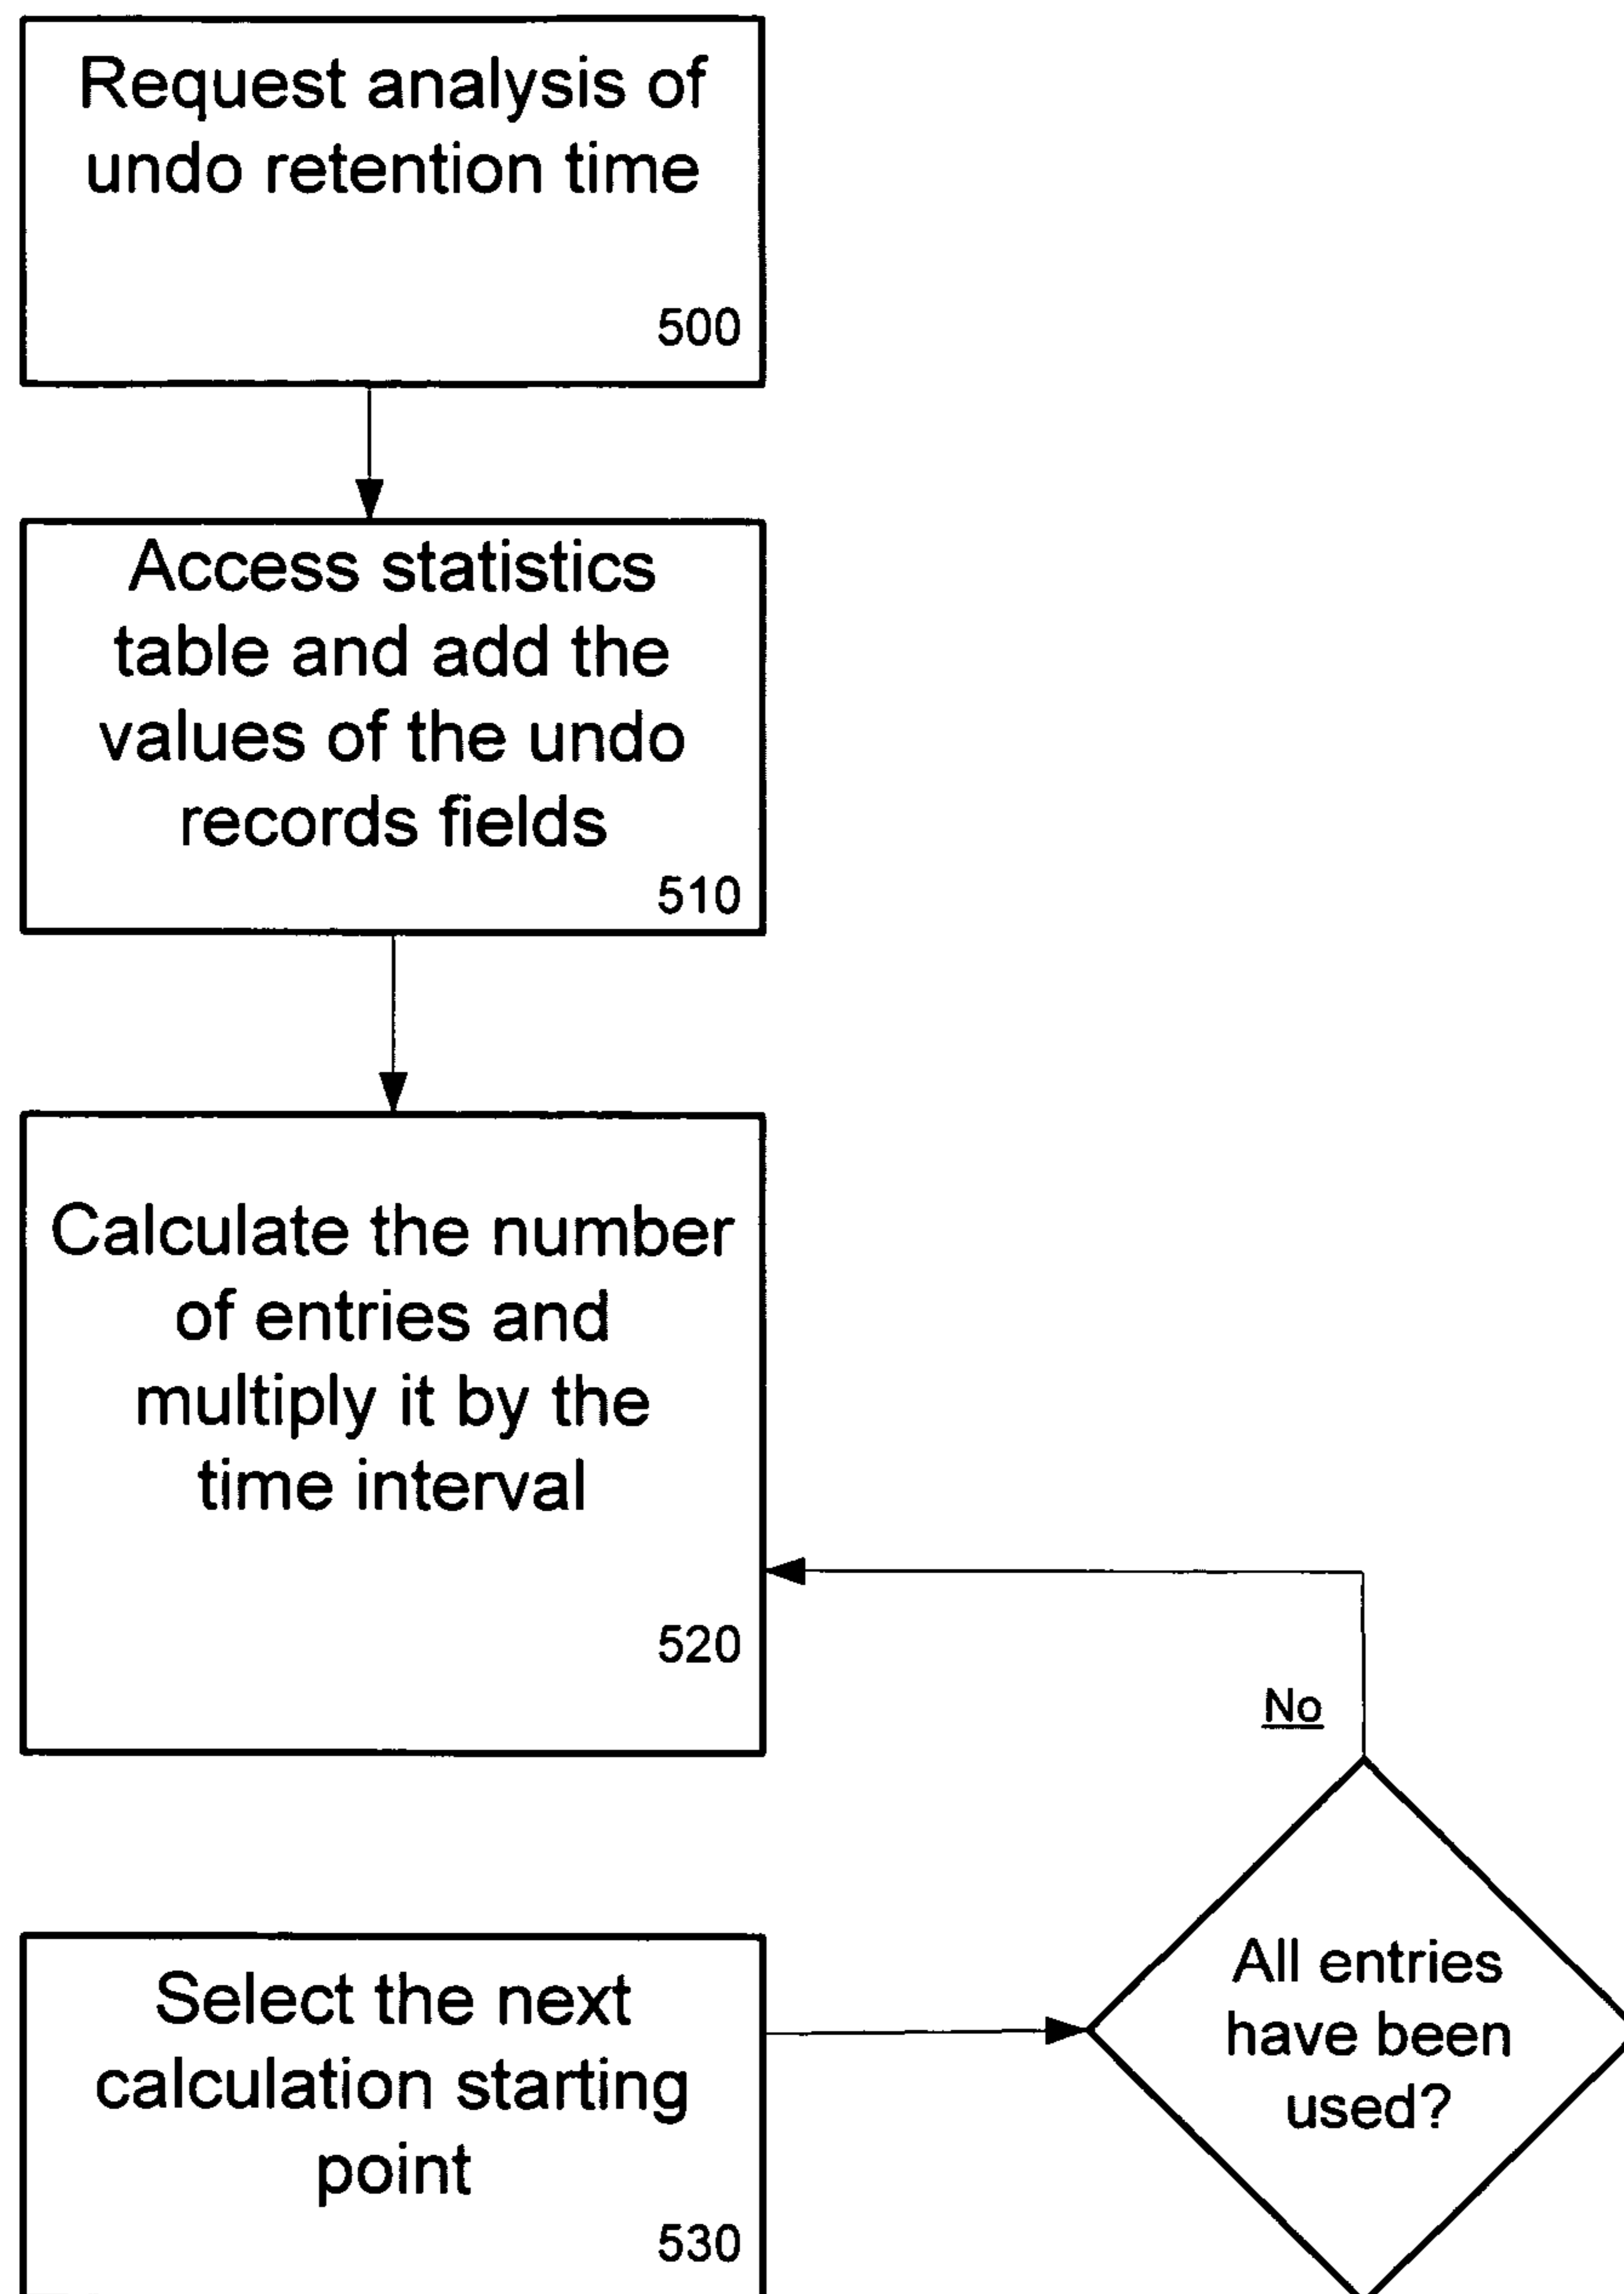 Request analysis of
undo retention time
500
Access statistics
table and add the
values of the undo
records fields
510
Calculate the number
of entries and
multiply it by the
time interval
520
No
Select the next
calculation starting
point
530
All entries
have been
used?